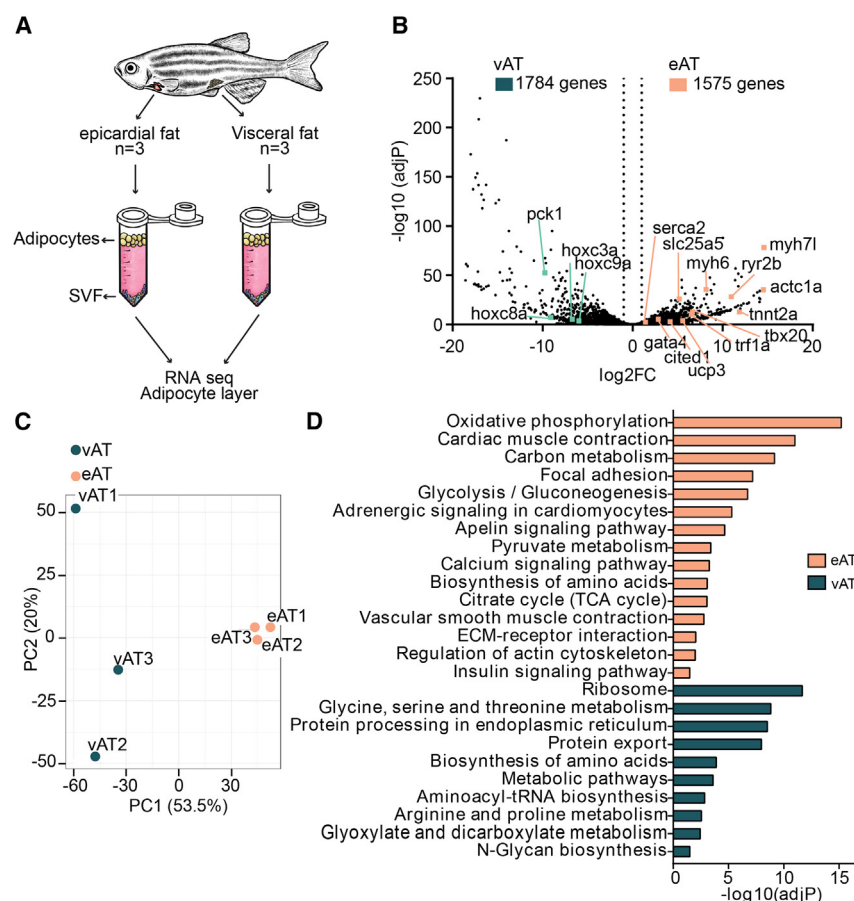 A
epicardial fat
n=3
Visceral fat
n=3
Adipocytes
SVF
RNA seq
Adipocyte layer
B
vAT
1784 genes
eAT
1575 genes
-log10 (adjP)
250
200
150
100
50
0
-20
-10
0
10
20
log2FC
pck1
hoxc3a
hoxc9a
hoxc8a
serca2
slc25a5
myh6
myh7l
ryr2b
actc1a
tnnt2a
tbx20
trf1a
ucp3
cited1
gata4
C
vAT
eAT
vAT1
eAT1
eAT3
eAT2
vAT3
vAT2
PC2 (20%)
50
25
0
-25
-50
-60
-30
0
30
PC1 (53.5%)
D
Oxidative phosphorylation
Cardiac muscle contraction
Carbon metabolism
Focal adhesion
Glycolysis / Gluconeogenesis
Adrenergic signaling in cardiomyocytes
Apelin signaling pathway
Pyruvate metabolism
Calcium signaling pathway
Biosynthesis of amino acids
Citrate cycle (TCA cycle)
Vascular smooth muscle contraction
ECM-receptor interaction
Regulation of actin cytoskeleton
Insulin signaling pathway
Ribosome
Glycine, serine and threonine metabolism
Protein processing in endoplasmic reticulum
Protein export
Biosynthesis of amino acids
Metabolic pathways
Aminoacyl-tRNA biosynthesis
Arginine and proline metabolism
Glyoxylate and dicarboxylate metabolism
N-Glycan biosynthesis
eAT
vAT
0
5
10
15
-log10(adjP)